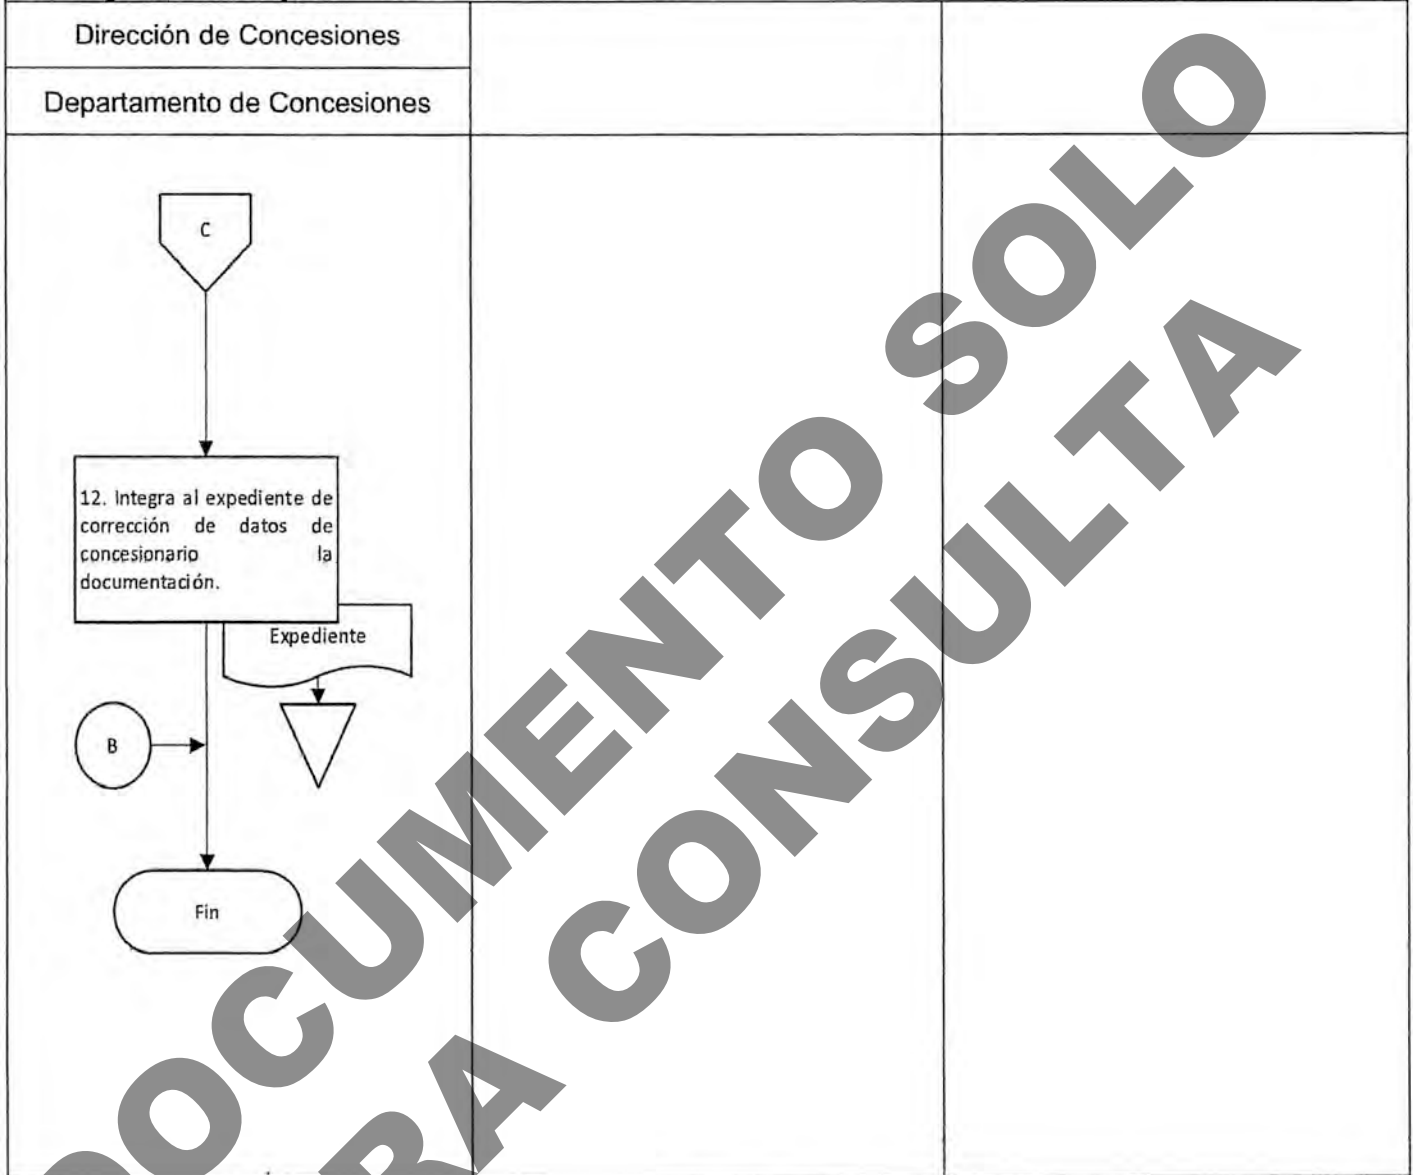 Dirección de Concesiones
Departamento de Concesiones
C
12. Integra al expediente de
corrección de datos de
concesionario la
documentación.
Expediente
B
Fin
DOCUMENTO SOLO
RA CONSULTA